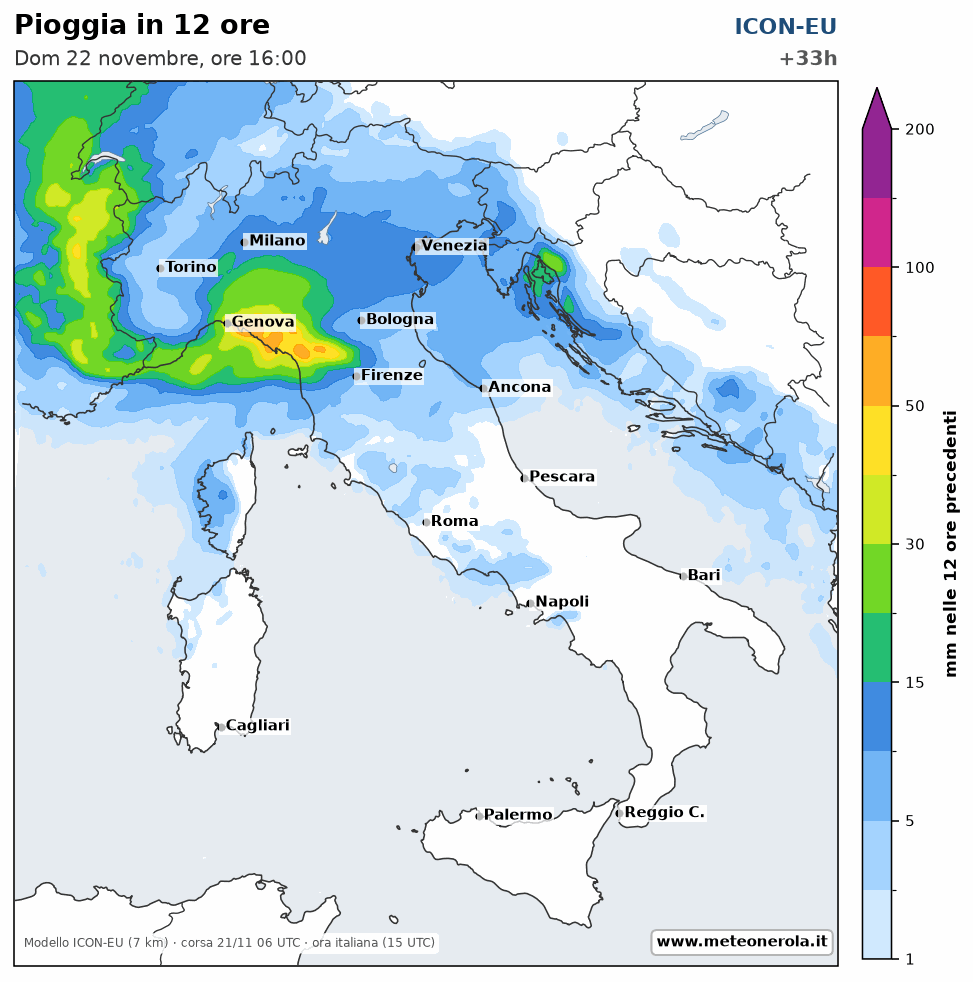 Pioggia in 12 ore
ICON-EU
Dom 22 novembre, ore 16:00
+33h
200
100
50
30
15
5
1
mm nelle 12 ore precedenti
Milano
Venezia
Torino
Genova
Bologna
Firenze
Ancona
Pescara
Roma
Bari
Napoli
Cagliari
Palermo
Reggio C.
Modello ICON-EU (7 km) · corsa 21/11 06 UTC · ora italiana (15 UTC)
www.meteonerola.it